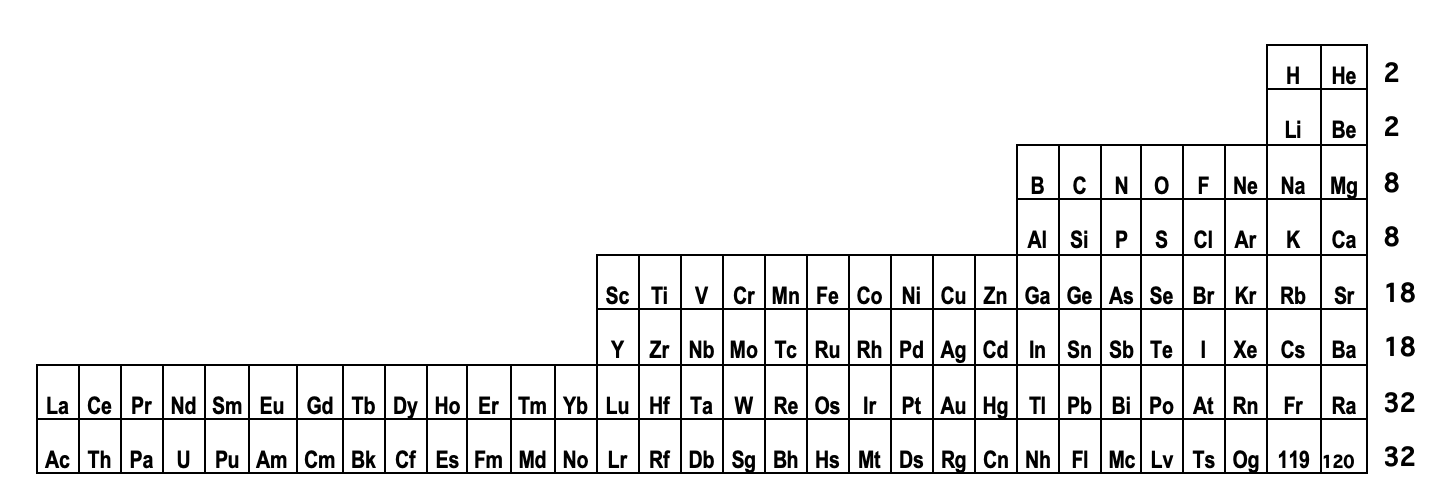 H He 2
Li Be 2
B C N O F Ne Na Mg 8
Al Si P S Cl Ar K Ca 8
Sc Ti V Cr Mn Fe Co Ni Cu Zn Ga Ge As Se Br Kr Rb Sr 18
Y Zr Nb Mo Tc Ru Rh Pd Ag Cd In Sn Sb Te I Xe Cs Ba 18
La Ce Pr Nd Sm Eu Gd Tb Dy Ho Er Tm Yb Lu Hf Ta W Re Os Ir Pt Au Hg Tl Pb Bi Po At Rn Fr Ra 32
Ac Th Pa U Pu Am Cm Bk Cf Es Fm Md No Lr Rf Db Sg Bh Hs Mt Ds Rg Cn Nh Fl Mc Lv Ts Og 119 120 32